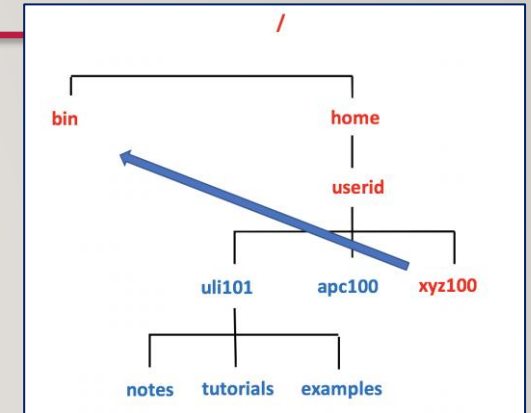 /
bin home
userid
uli101 apc100 xyz100
notes tutorials examples